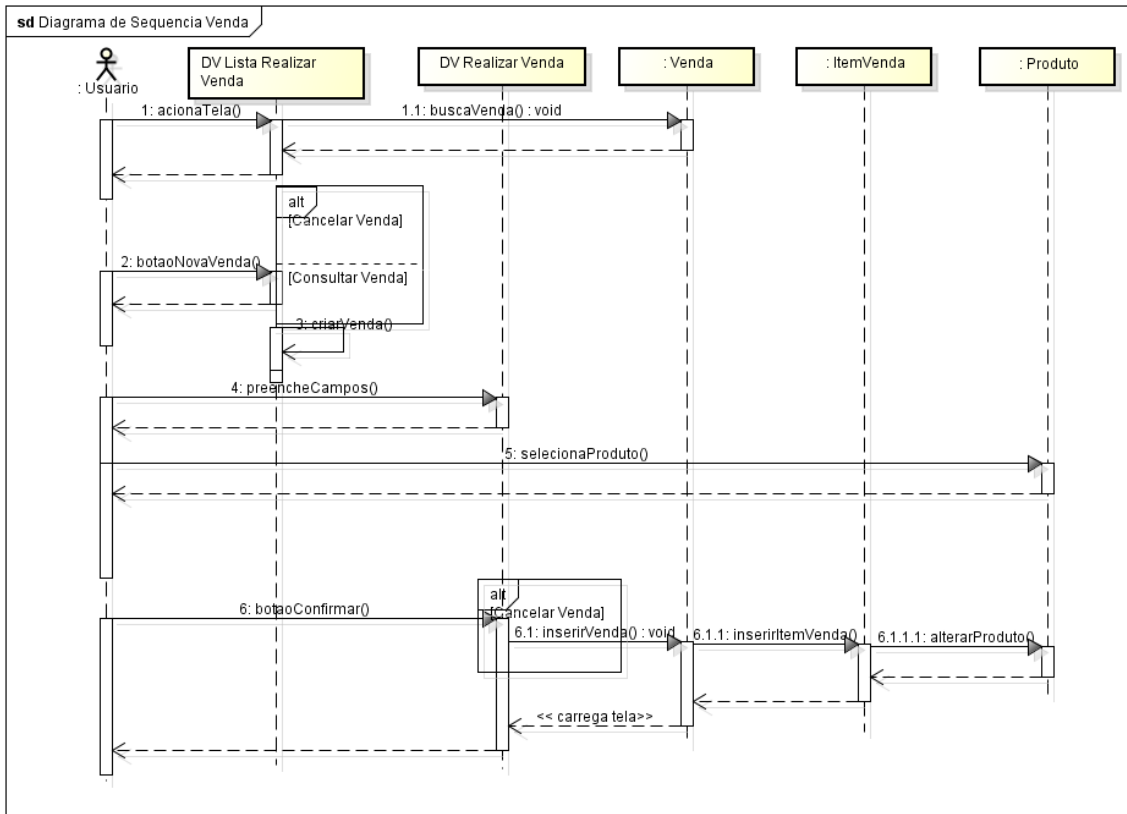 sd Diagrama de Sequencia Venda
: Usuario
DV Lista Realizar
Venda
DV Realizar Venda
: Venda
: ItemVenda
: Produto
1: acionaTela()
1.1: buscaVenda() : void
alt
[Cancelar Venda]
2: botaoNovaVenda()
[Consultar Venda]
3: criarVenda()
4: preencheCampos()
5: selecionaProduto()
alt
[Cancelar Venda]
6: botaoConfirmar()
6.1: inserirVenda() : void
6.1.1: inserirItemVenda()
6.1.1.1: alterarProduto()
<< carrega tela>>